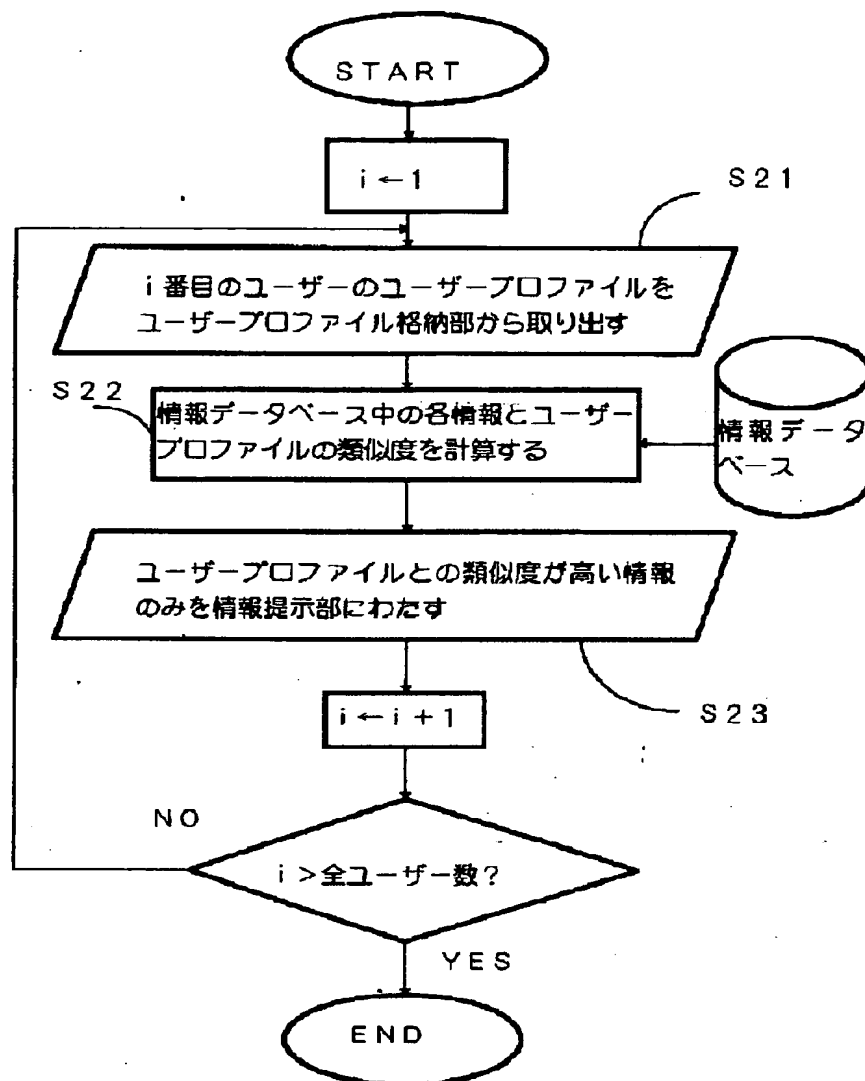 START
i←1
S21
i番目のユーザーのユーザープロファイルを
ユーザープロファイル格納部から取り出す
S22
情報データベース中の各情報とユーザー
プロファイルの類似度を計算する
情報データ
ベース
ユーザープロファイルとの類似度が高い情報
のみを情報提示部にわたす
S23
i←i+1
NO
i>全ユーザー数?
YES
END